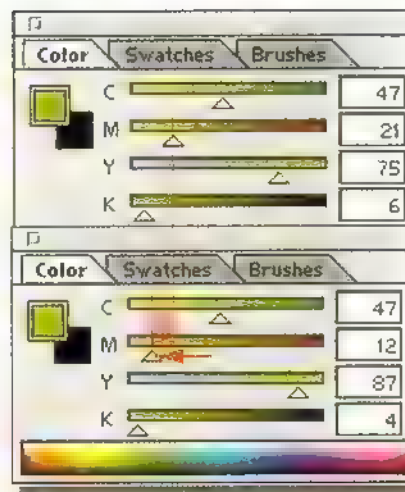 Color Swatches Brushes
C 47
M 21
Y 75
K 6
Color Swatches Brushes
C 47
M 12
Y 87
K 4